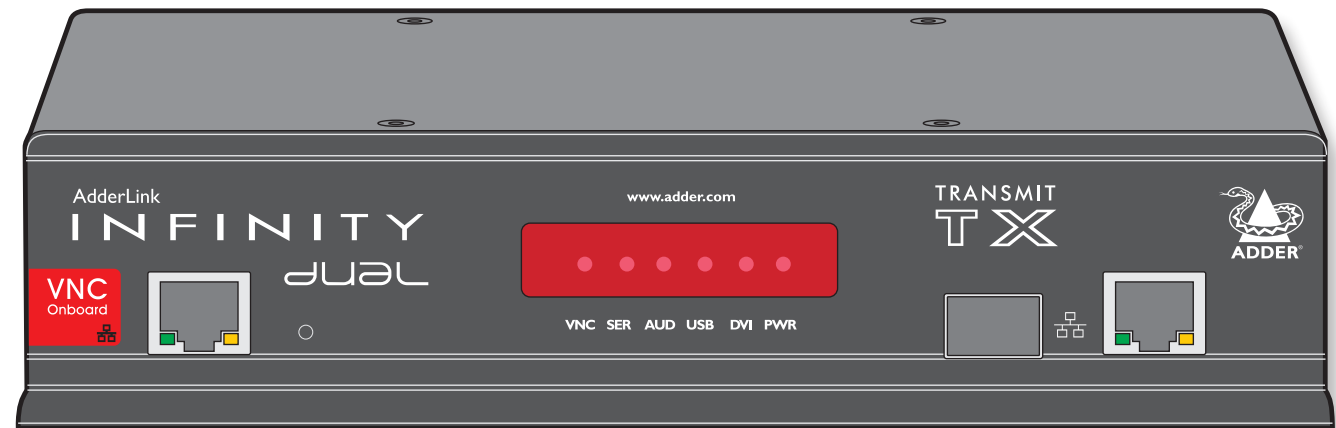 AdderLink
INFINITY
dual
VNC
Onboard
www.adder.com
VNC SER AUD USB DVI PWR
TRANSMIT
TX
ADDER®